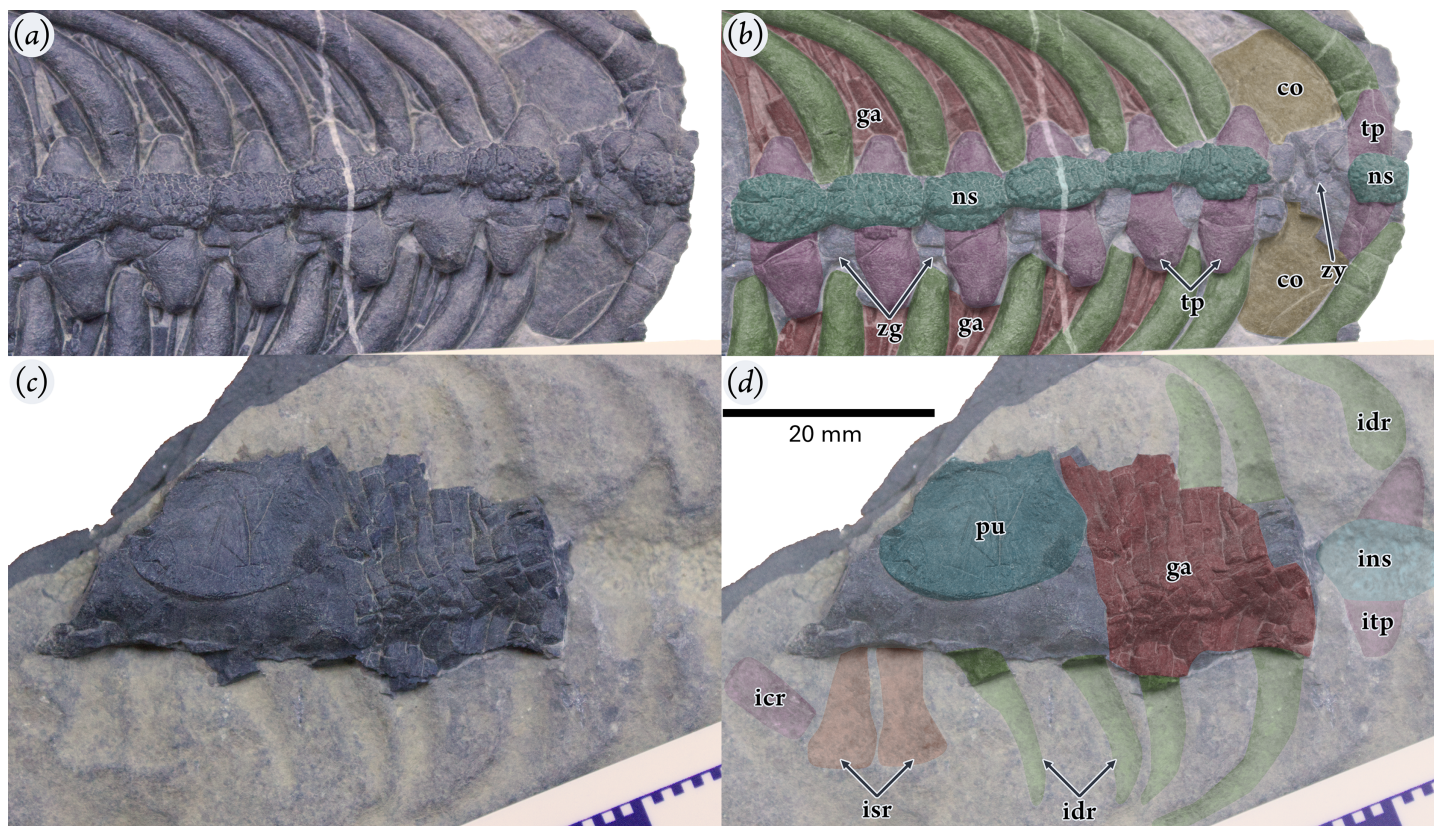 (a)
(b)
co
ga
tp
ns
ns
zy
co
tp
zg
ga
(c)
(d)
20 mm
idr
pu
ins
ga
itp
icr
isr
idr